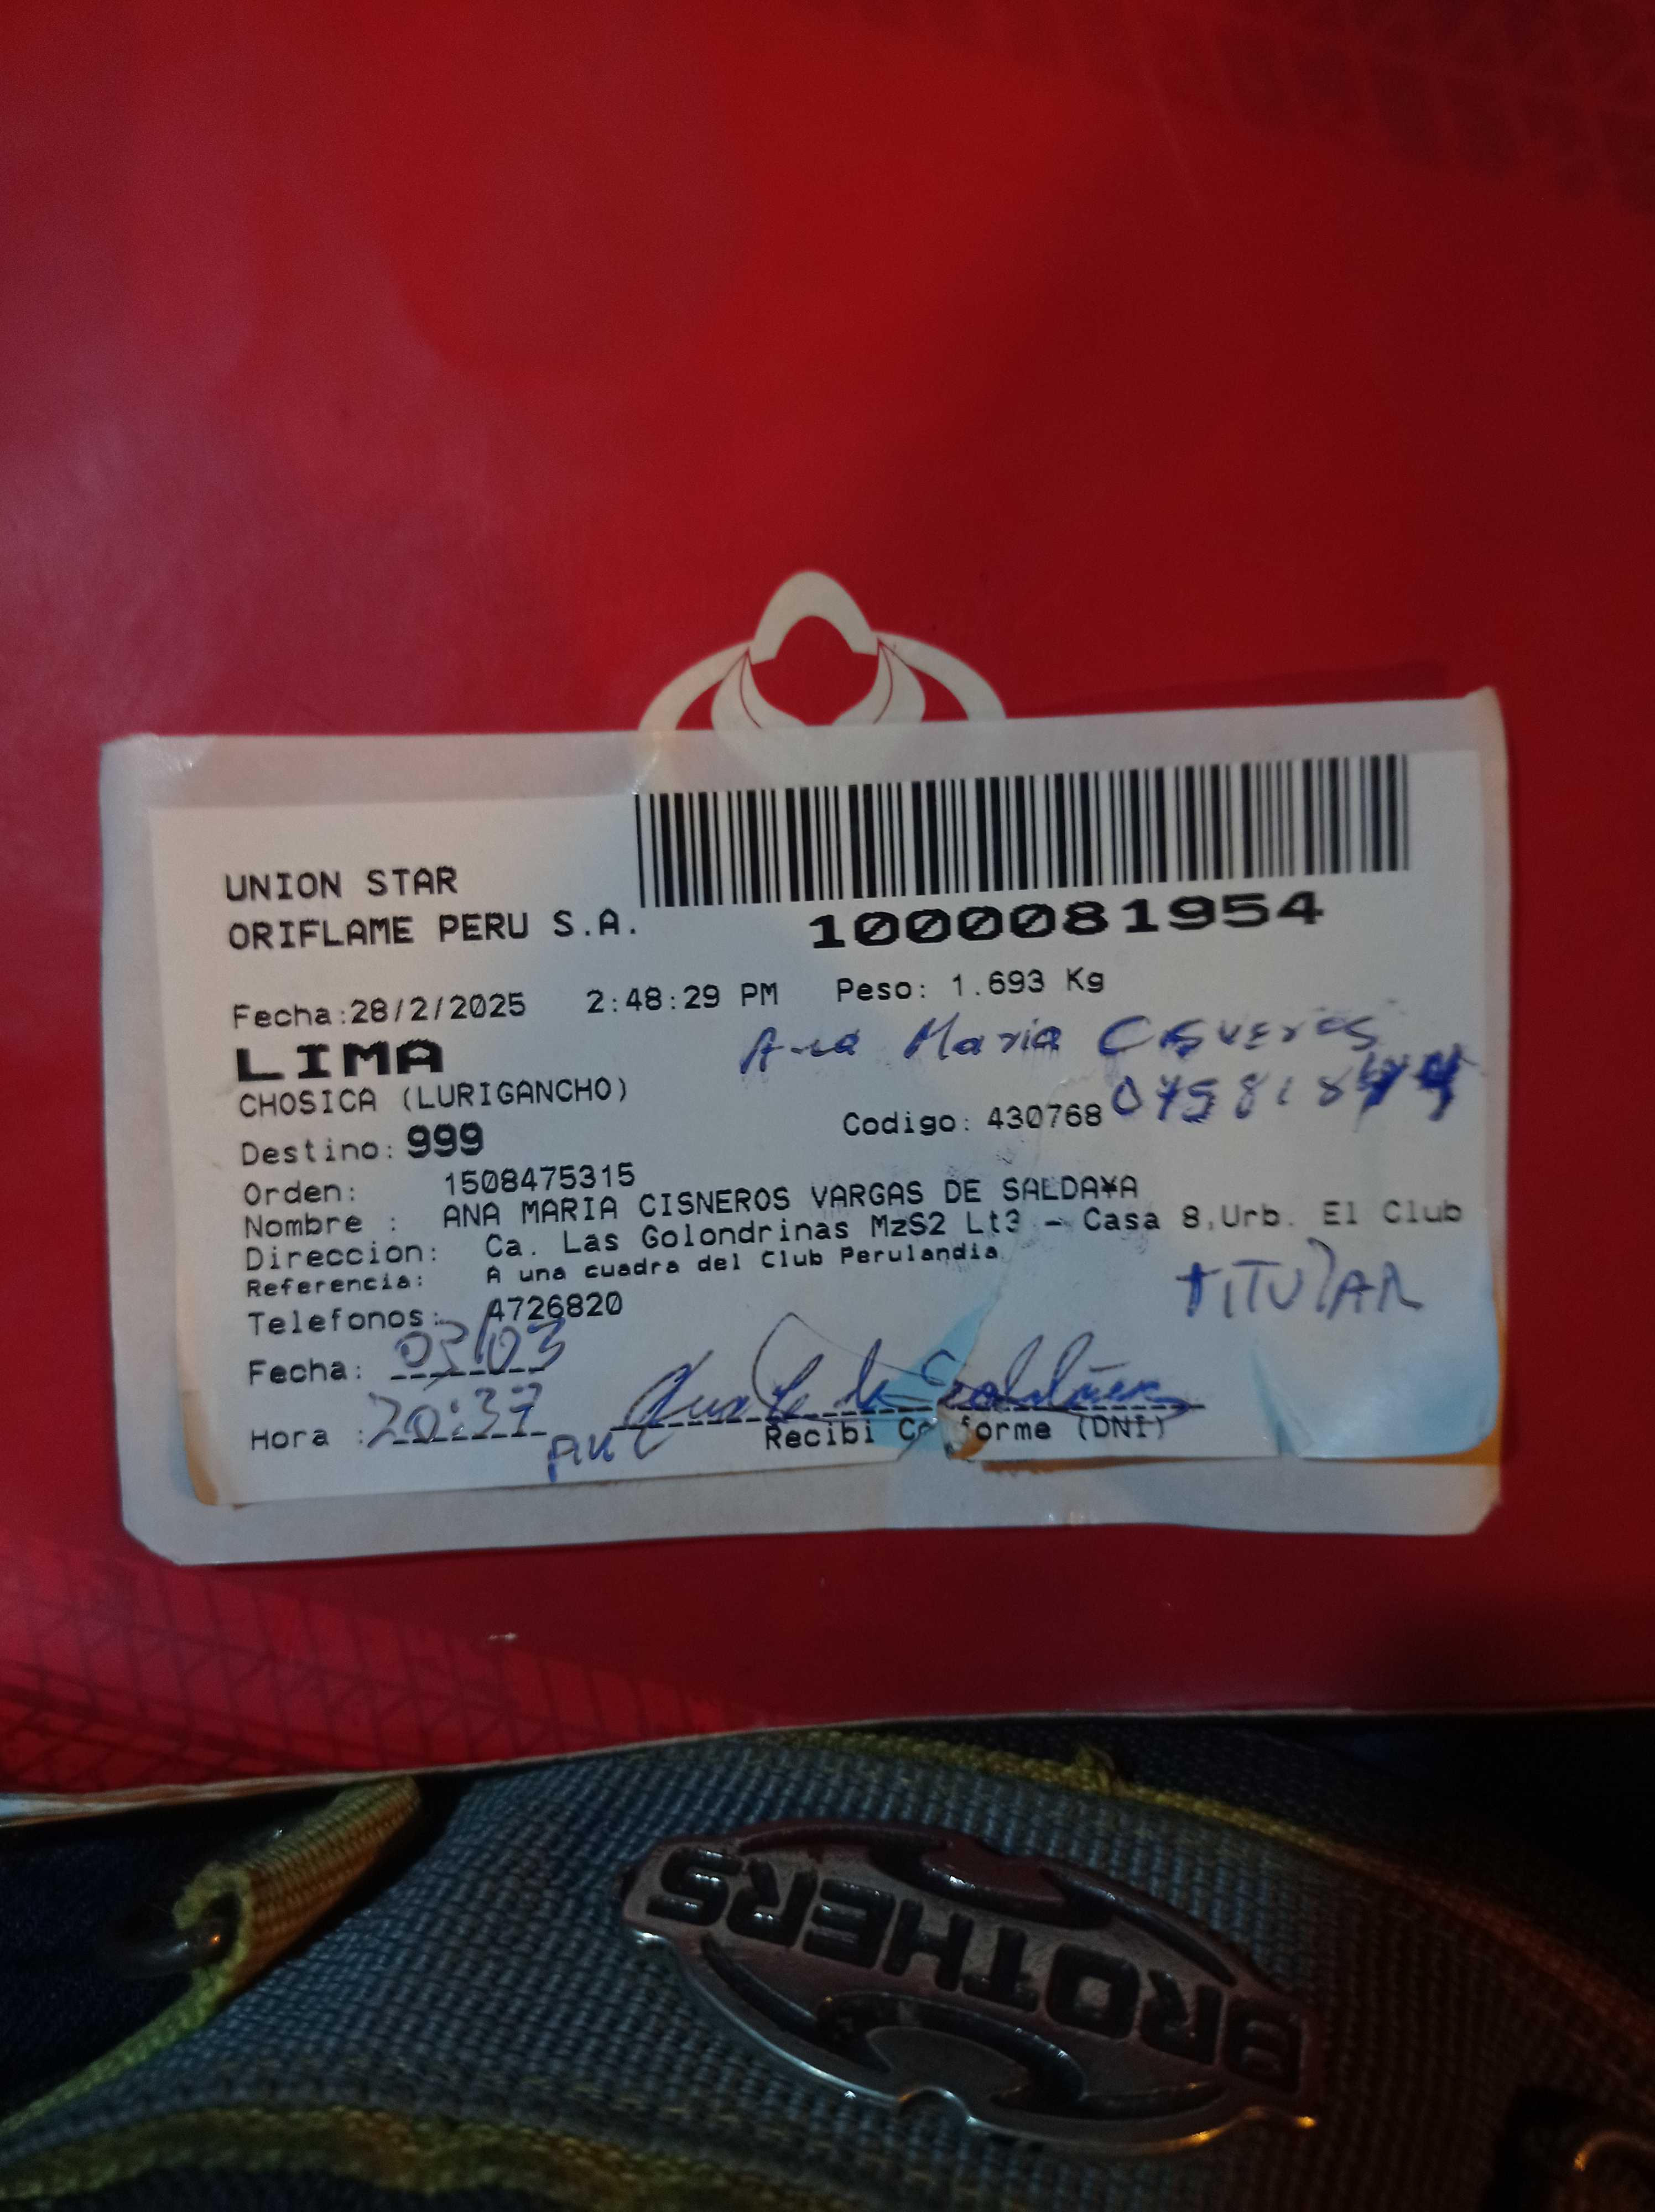 UNION STAR
ORIFLAME PERU S.A.
1000081954
Fecha:28/2/2025 2:48:29 PM Peso: 1.693 Kg
LIMA
Ana Maria Cisneros
CHOSICA (LURIGANCHO)
Destino: 999 Codigo: 430768
Orden: 1508475315
Nombre : ANA MARIA CISNEROS VARGAS DE SALDA¥A
Direccion: Ca. Las Golondrinas MzS2 Lt3 - Casa 8,Urb. El Club
Referencia: A una cuadra del Club Perulandia
TITULAR
Telefonos: 4726820
Fecha: 03/03
Hora : 20:37
Recibi Conforme (DNI)
BROTHERS